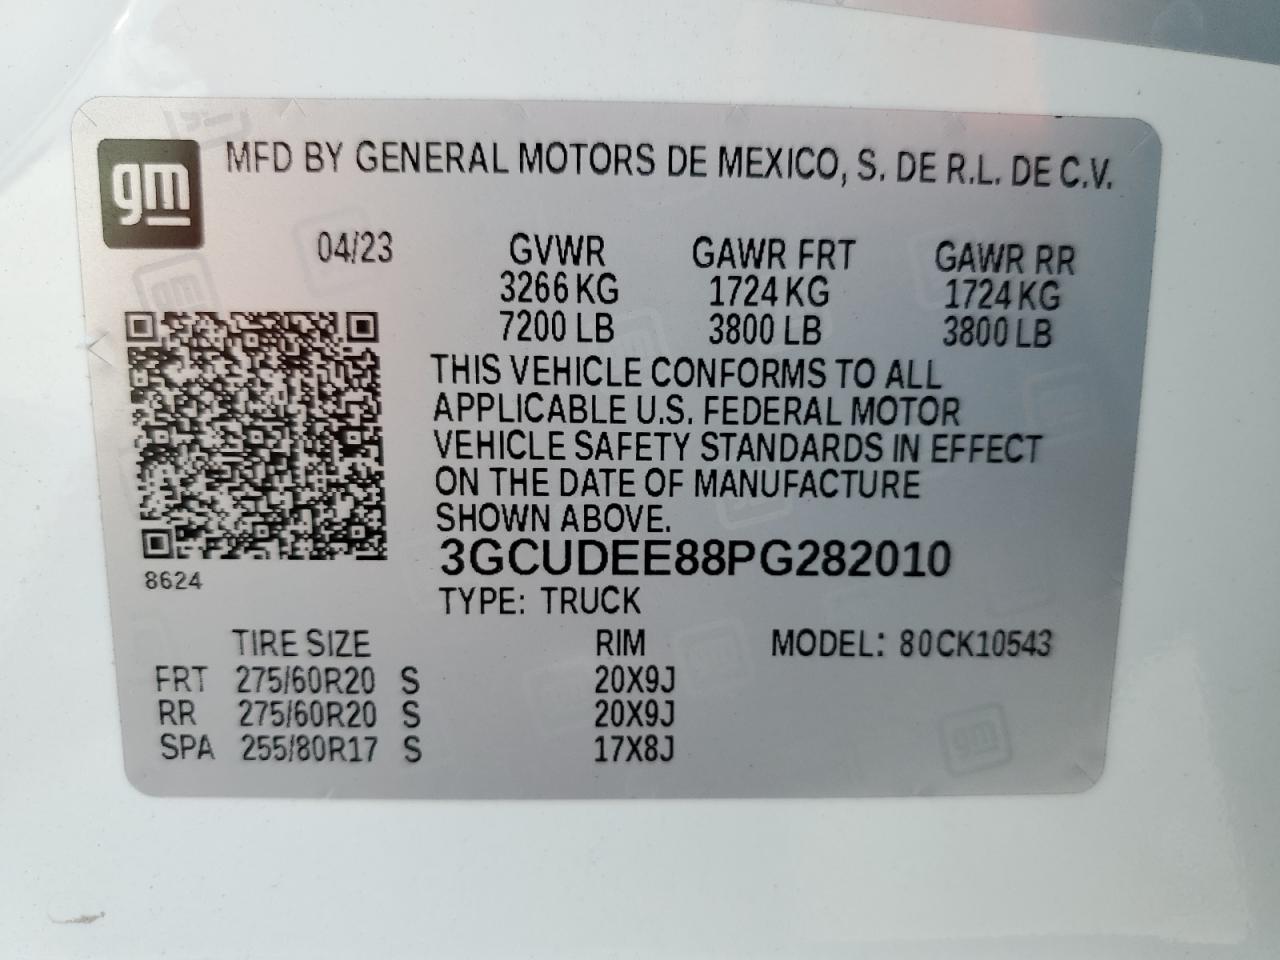 gm
MFD BY GENERAL MOTORS DE MEXICO, S. DE R.L. DE C.V.
04/23 GVWR GAWR FRT GAWR RR
3266 KG 1724 KG 1724 KG
7200 LB 3800 LB 3800 LB
THIS VEHICLE CONFORMS TO ALL
APPLICABLE U.S. FEDERAL MOTOR
VEHICLE SAFETY STANDARDS IN EFFECT
ON THE DATE OF MANUFACTURE
SHOWN ABOVE.
3GCUDEE88PG282010
8624
TYPE: TRUCK
TIRE SIZE RIM MODEL: 80CK10543
FRT 275/60R20 S 20X9J
RR 275/60R20 S 20X9J
SPA 255/80R17 S 17X8J